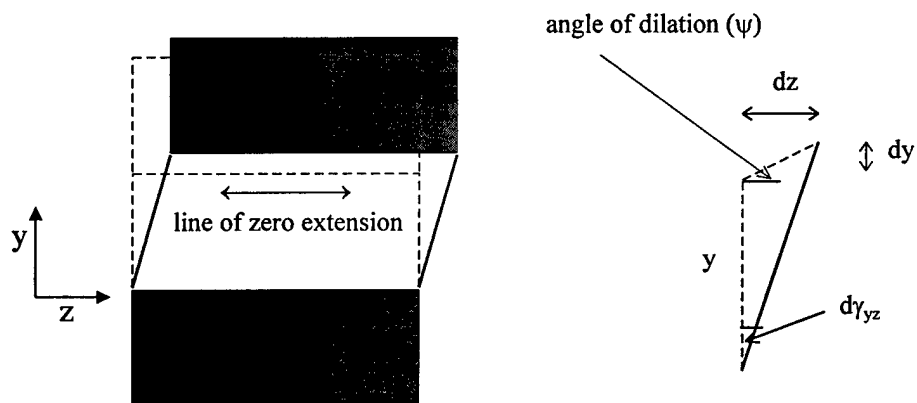 angle of dilation (ψ)
dz
dy
line of zero extension
y
z
y
dγyz